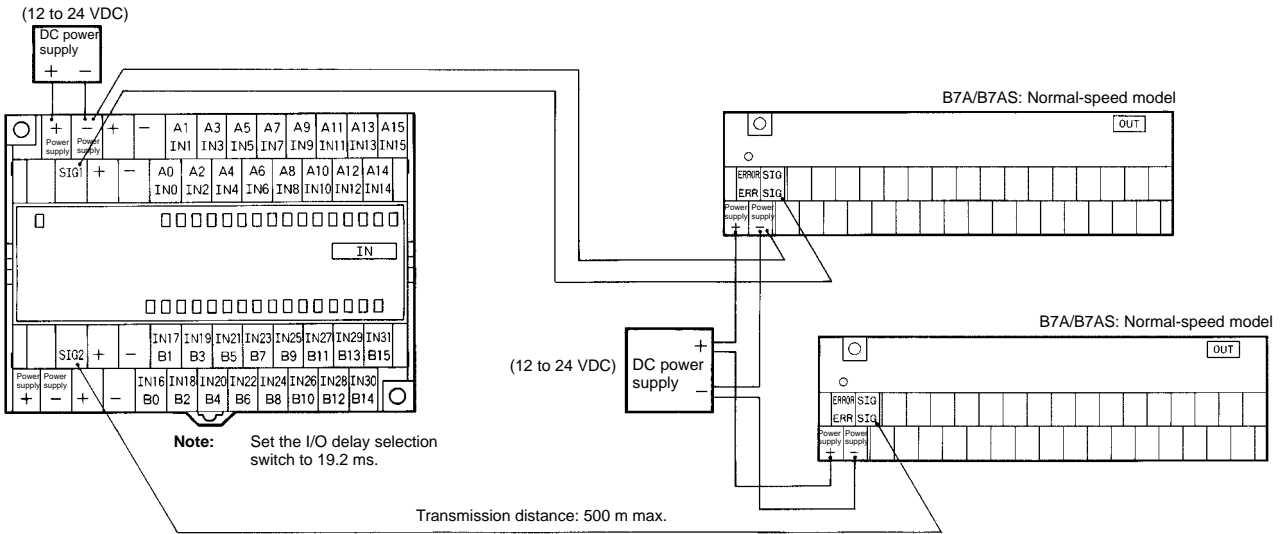 (12 to 24 VDC)
DC power
supply
+ −
+ − + − A1 A3 A5 A7 A9 A11 A13 A15
Power supply Power supply IN1 IN3 IN5 IN7 IN9 IN11 IN13 IN15
SIG1 + − A0 A2 A4 A6 A8 A10 A12 A14
IN0 IN2 IN4 IN6 IN8 IN10 IN12 IN14
IN
IN17 IN19 IN21 IN23 IN25 IN27 IN29 IN31
SIG2 + − B1 B3 B5 B7 B9 B11 B13 B15
Power supply Power supply IN16 IN18 IN20 IN22 IN24 IN26 IN28 IN30
+ − + − B0 B2 B4 B6 B8 B10 B12 B14
Note: Set the I/O delay selection
switch to 19.2 ms.
B7A/B7AS: Normal-speed model
OUT
ERROR SIG
ERR SIG
Power supply Power supply
+ −
(12 to 24 VDC)
DC power
supply
+
−
B7A/B7AS: Normal-speed model
OUT
ERROR SIG
ERR SIG
Power supply Power supply
+ −
Transmission distance: 500 m max.